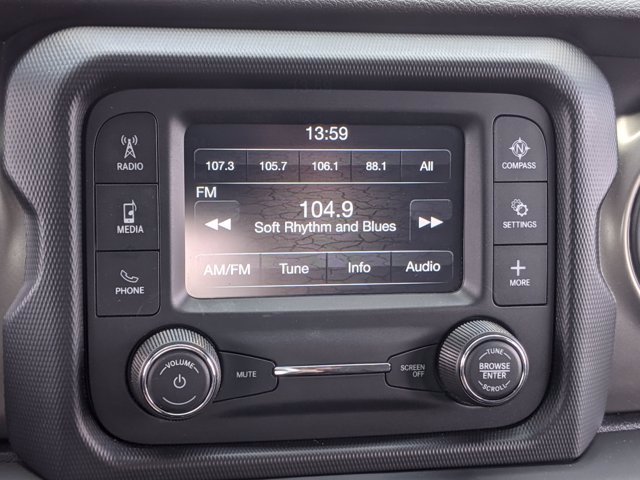 13:59
107.3 105.7 106.1 88.1 All
FM
104.9
Soft Rhythm and Blues
AM/FM Tune Info Audio
RADIO
MEDIA
PHONE
N
COMPASS
SETTINGS
MORE
VOLUME
MUTE
SCREEN
OFF
TUNE
BROWSE
ENTER
SCROLL